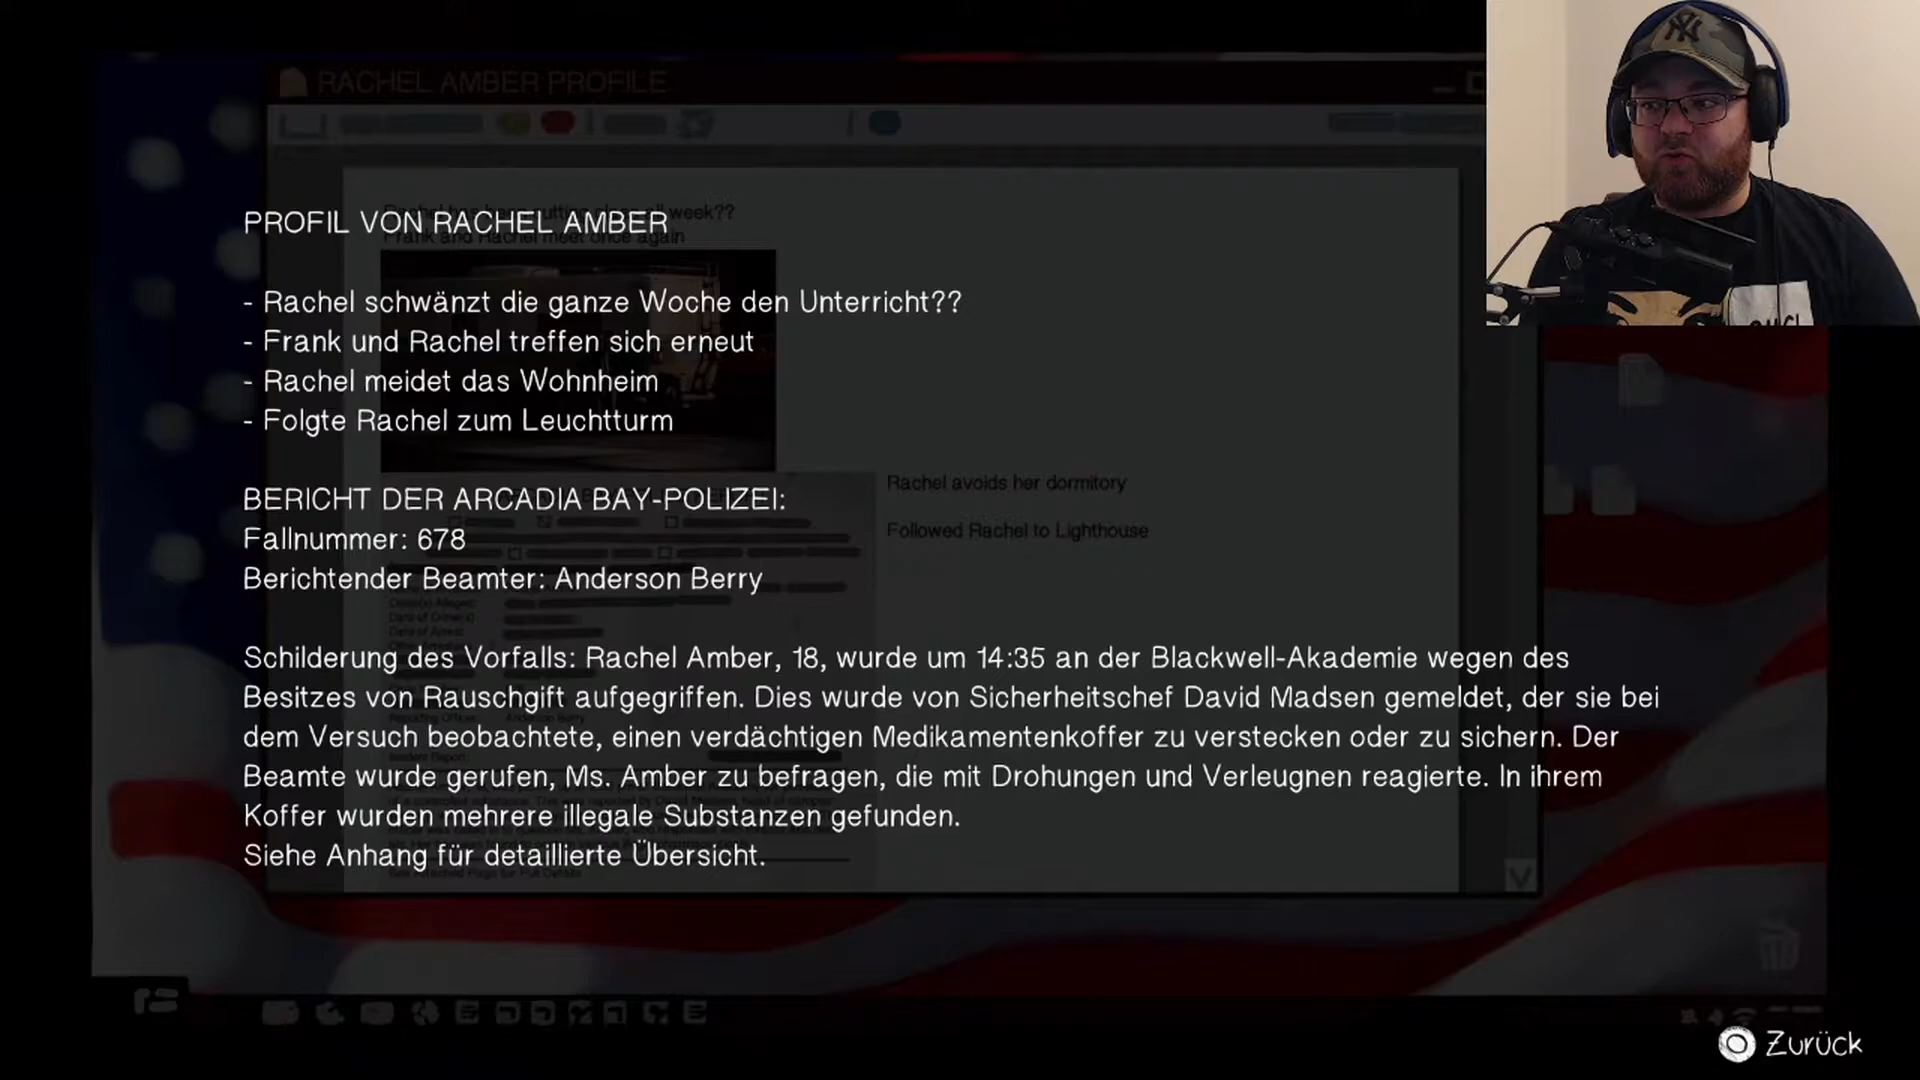 RACHEL AMBER PROFILE
PROFIL VON RACHEL AMBER
- Rachel schwänzt die ganze Woche den Unterricht??
- Frank und Rachel treffen sich erneut
- Rachel meidet das Wohnheim
- Folgte Rachel zum Leuchtturm
Rachel avoids her dormitory
Followed Rachel to Lighthouse
BERICHT DER ARCADIA BAY-POLIZEI:
Fallnummer: 678
Berichtender Beamter: Anderson Berry
Schilderung des Vorfalls: Rachel Amber, 18, wurde um 14:35 an der Blackwell-Akademie wegen des
Besitzes von Rauschgift aufgegriffen. Dies wurde von Sicherheitschef David Madsen gemeldet, der sie bei
dem Versuch beobachtete, einen verdächtigen Medikamentenkoffer zu verstecken oder zu sichern. Der
Beamte wurde gerufen, Ms. Amber zu befragen, die mit Drohungen und Verleugnen reagierte. In ihrem
Koffer wurden mehrere illegale Substanzen gefunden.
Siehe Anhang für detaillierte Übersicht.
Zurück